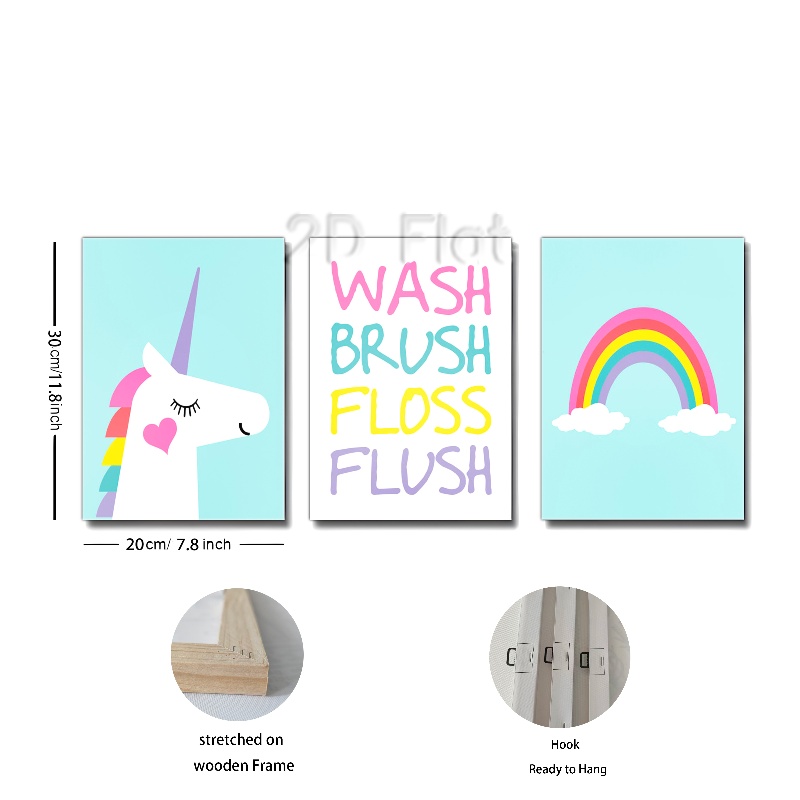 2D Flat
WASH
BRUSH
FLOSS
FLUSH
30cm/11.8inch
20cm/ 7.8 inch
stretched on
wooden Frame
Hook
Ready to Hang